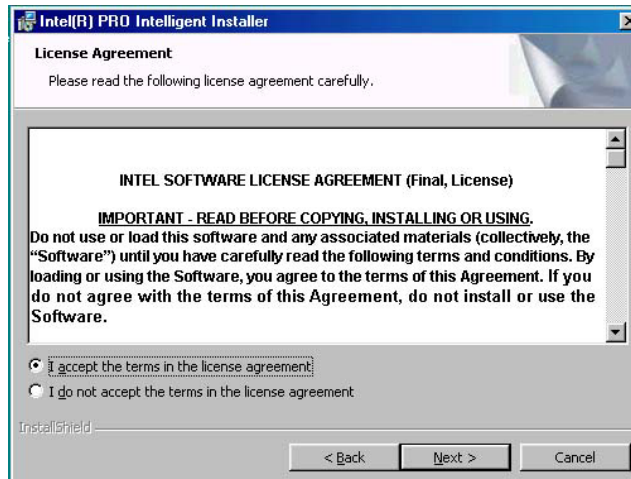 Intel(R) PRO Intelligent Installer
License Agreement
Please read the following license agreement carefully.
INTEL SOFTWARE LICENSE AGREEMENT (Final, License)
IMPORTANT - READ BEFORE COPYING, INSTALLING OR USING.
Do not use or load this software and any associated materials (collectively, the
“Software”) until you have carefully read the following terms and conditions. By
loading or using the Software, you agree to the terms of this Agreement. If you
do not agree with the terms of this Agreement, do not install or use the
Software.
I accept the terms in the license agreement
I do not accept the terms in the license agreement
InstallShield
< Back
Next >
Cancel